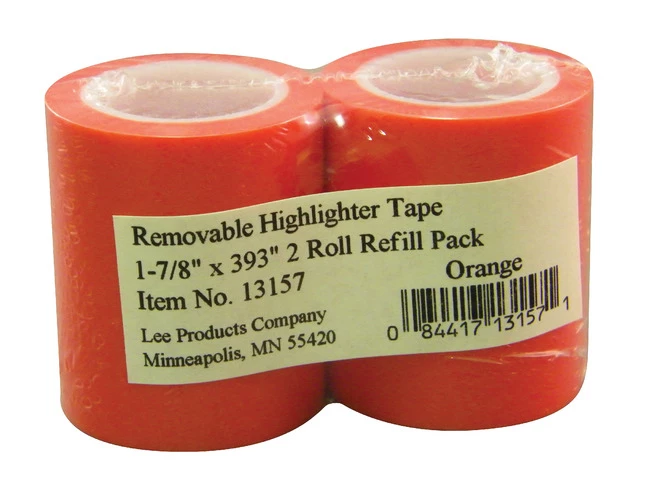 Removable Highlighter Tape
1-7/8" x 393" 2 Roll Refill Pack
Item No. 13157
Orange
Lee Products Company
Minneapolis, MN 55420
0 84417 13157 1